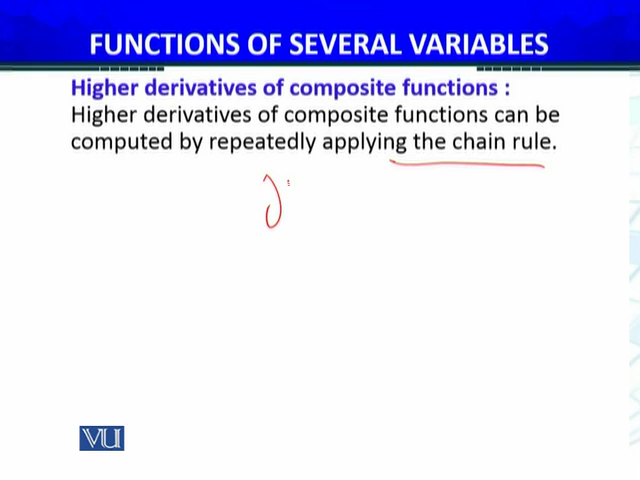 FUNCTIONS OF SEVERAL VARIABLES
Higher derivatives of composite functions :
Higher derivatives of composite functions can be
computed by repeatedly applying the chain rule.
∂
VU